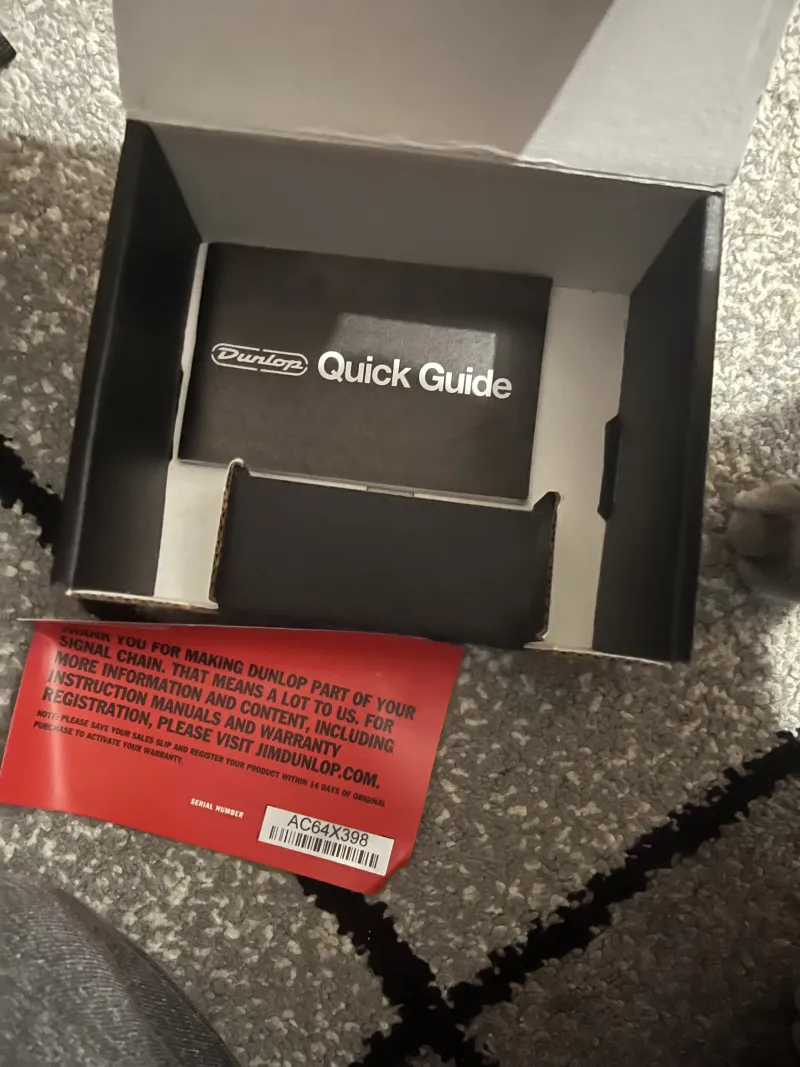 Dunlop Quick Guide
THANK YOU FOR MAKING DUNLOP PART OF YOUR
SIGNAL CHAIN. THAT MEANS A LOT TO US. FOR
MORE INFORMATION AND CONTENT, INCLUDING
INSTRUCTION MANUALS AND WARRANTY
REGISTRATION, PLEASE VISIT JIMDUNLOP.COM.
NOTE: PLEASE SAVE YOUR SALES SLIP AND REGISTER YOUR PRODUCT WITHIN 14 DAYS OF ORIGINAL
PURCHASE TO ACTIVATE YOUR WARRANTY.
SERIAL NUMBER
AC64X398